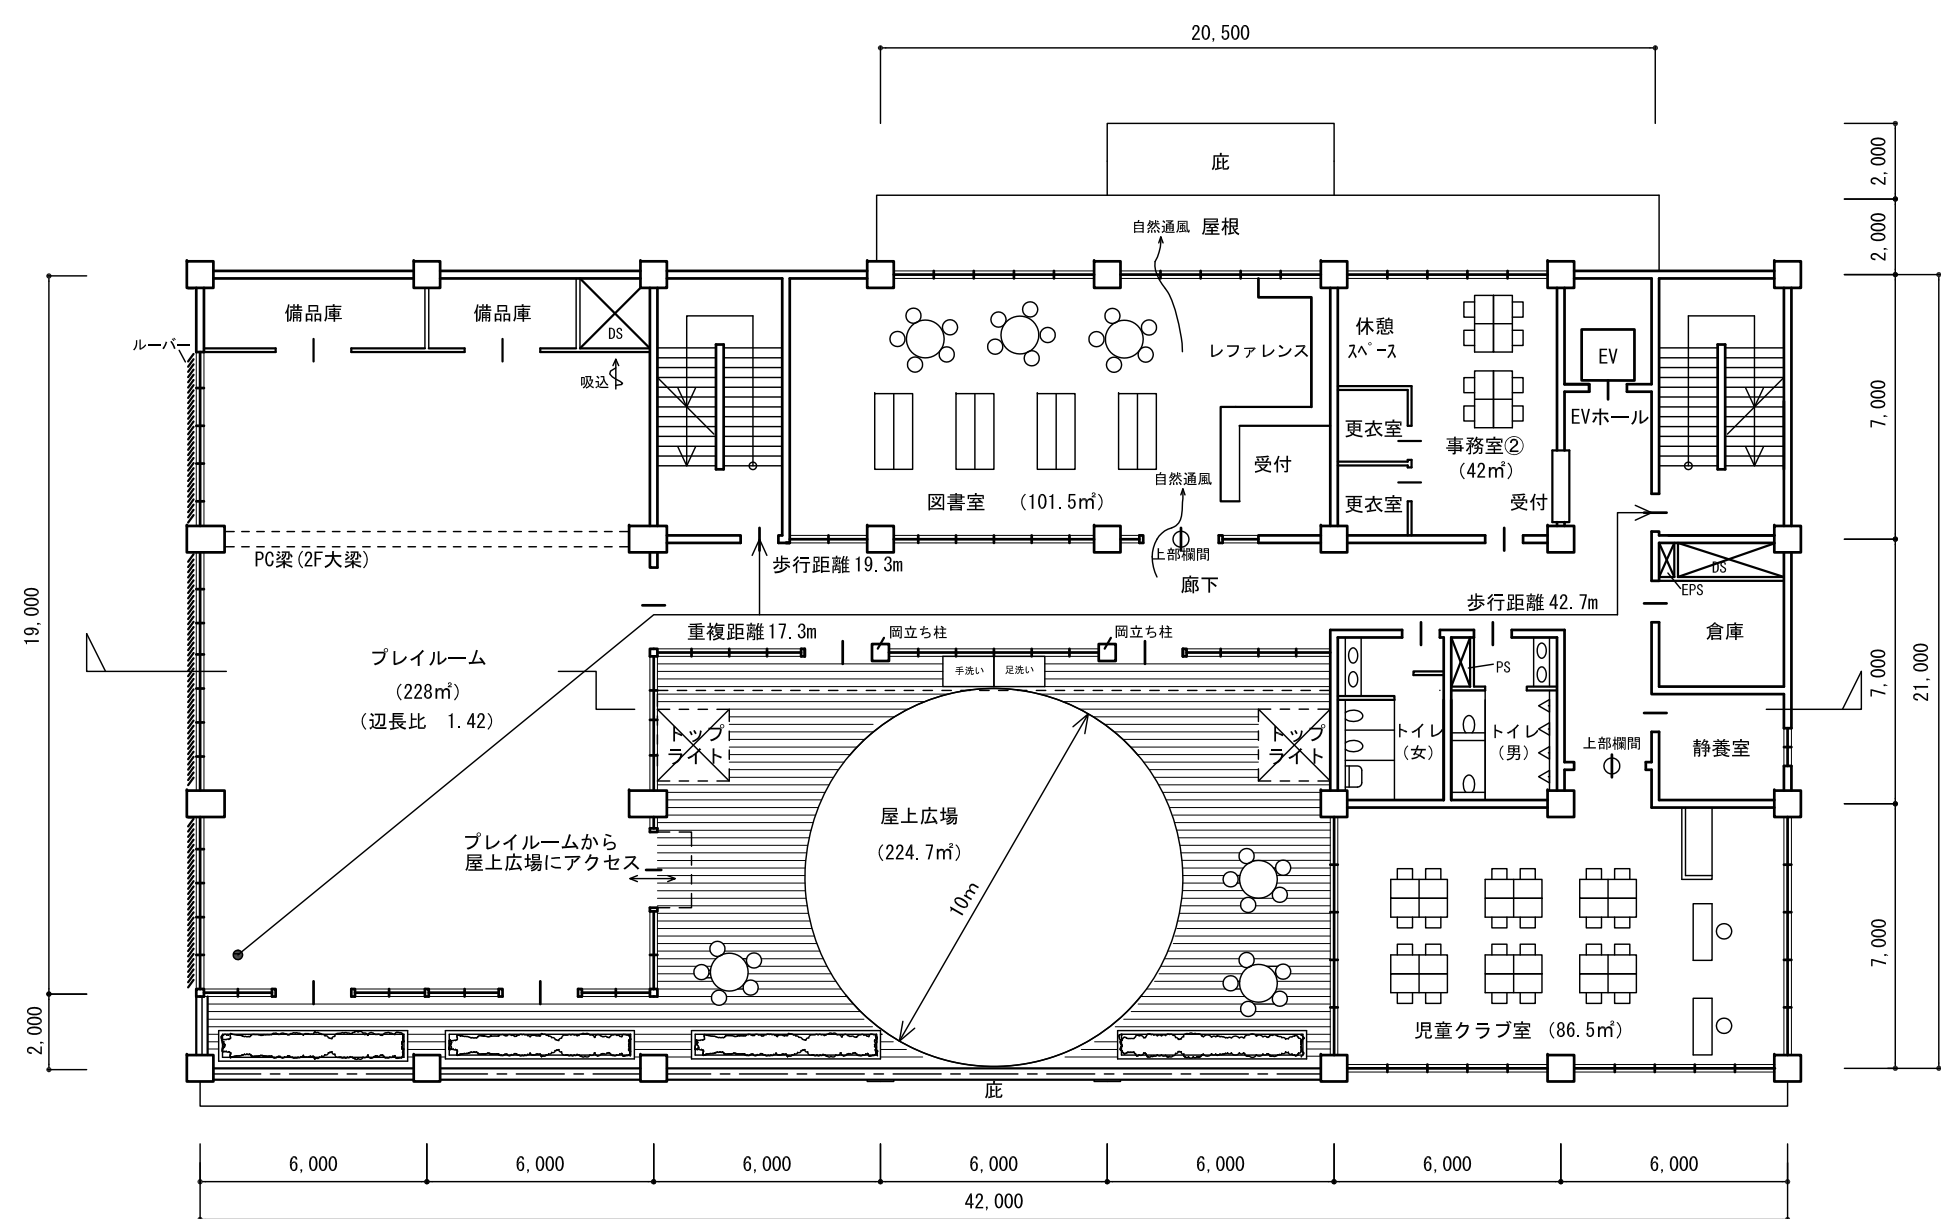 20,500
庇
2,000
自然通風 屋根
2,000
備品庫
備品庫
DS
ルーバー
吸込
レファレンス
休憩
スペース
EV
EVホール
7,000
更衣室
事務室②
(42㎡)
受付
自然通風
図書室 (101.5㎡)
更衣室
受付
PC梁(2F大梁)
歩行距離19.3m
上部欄間
廊下
DS
EPS
歩行距離42.7m
19,000
重複距離17.3m
岡立ち柱
岡立ち柱
倉庫
プレイルーム
(228㎡)
(辺長比 1.42)
手洗い
足洗い
PS
7,000
21,000
トップ
ライト
トップ
ライト
トイレ
(女)
トイレ
(男)
上部欄間
静養室
屋上広場
(224.7㎡)
プレイルームから
屋上広場にアクセス
10m
7,000
2,000
児童クラブ室 (86.5㎡)
庇
6,000
6,000
6,000
6,000
6,000
6,000
6,000
42,000